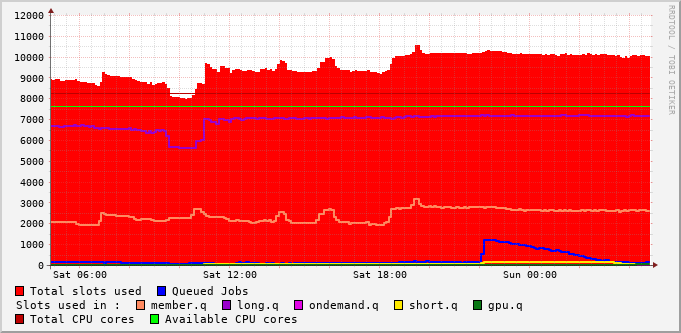 12000
11000
10000
9000
8000
7000
6000
5000
4000
3000
2000
1000
0
Sat 06:00 Sat 12:00 Sat 18:00 Sun 00:00
RRDTOOL / TOBI OETIKER
Total slots used Queued Jobs
Slots used in : member.q long.q ondemand.q short.q gpu.q
Total CPU cores Available CPU cores